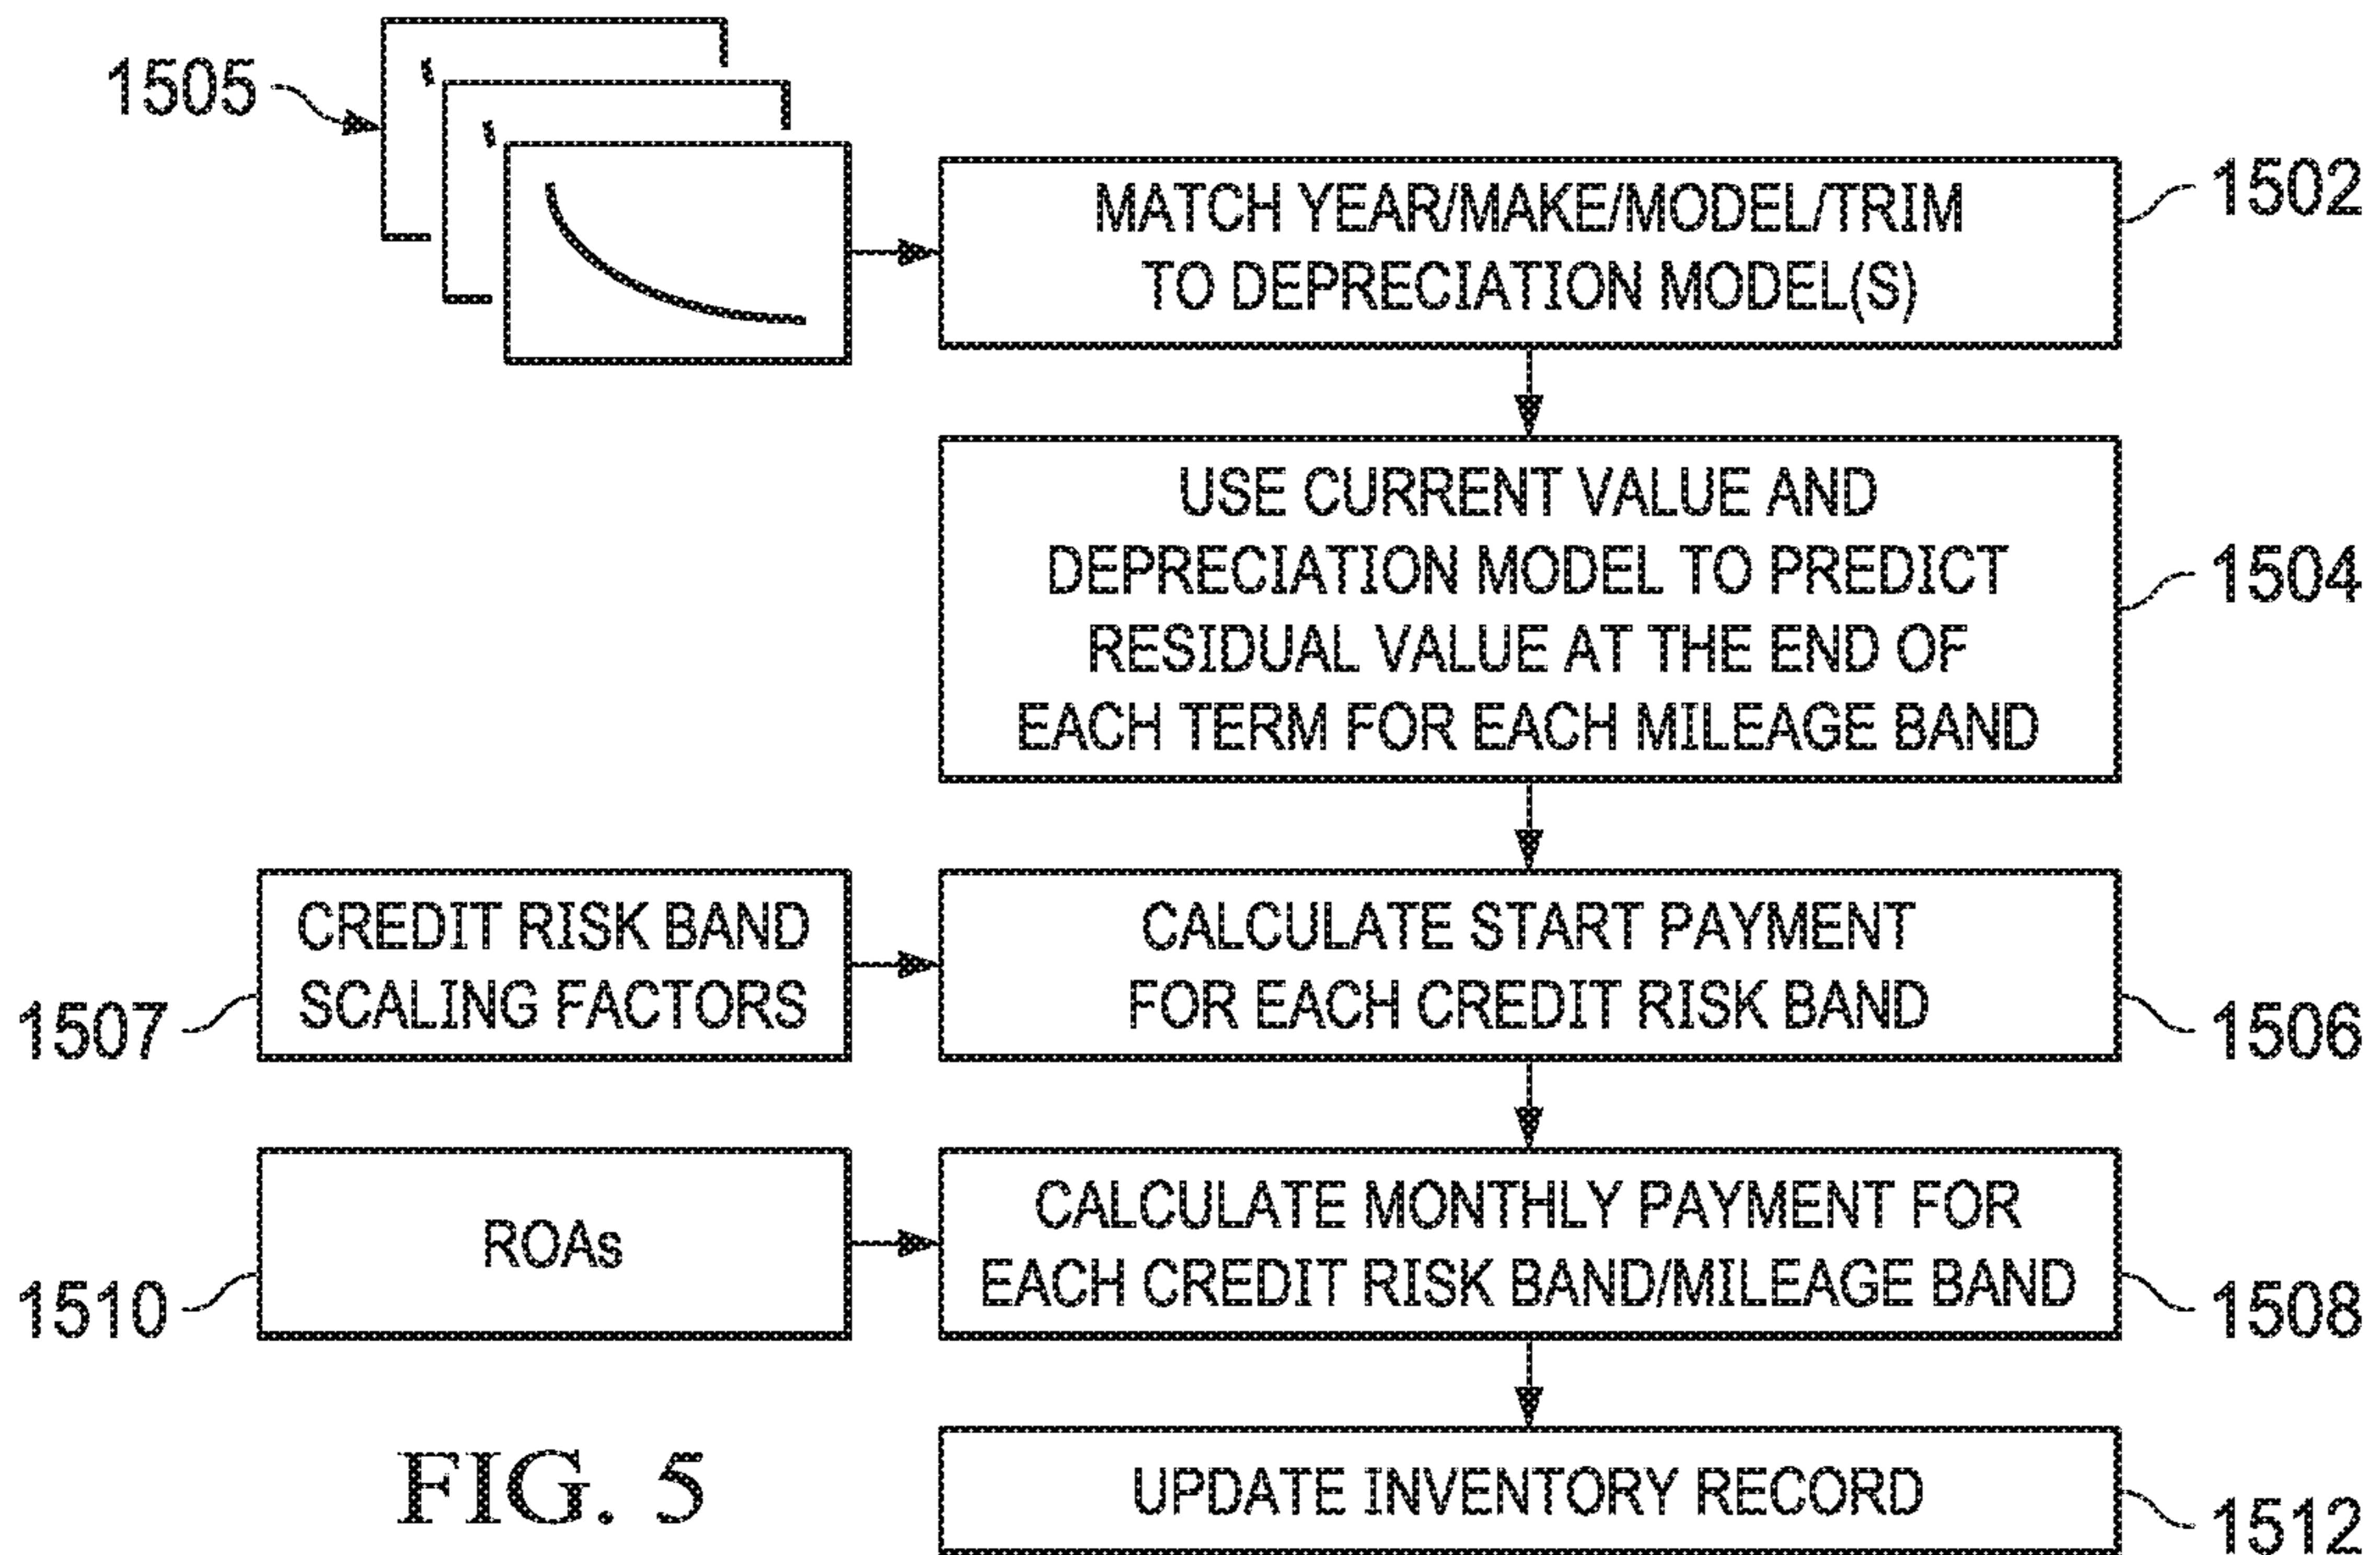 1505
MATCH YEAR/MAKE/MODEL/TRIM
TO DEPRECIATION MODEL(S)
1502
USE CURRENT VALUE AND
DEPRECIATION MODEL TO PREDICT
RESIDUAL VALUE AT THE END OF
EACH TERM FOR EACH MILEAGE BAND
1504
CREDIT RISK BAND
SCALING FACTORS
1507
CALCULATE START PAYMENT
FOR EACH CREDIT RISK BAND
1506
ROAs
1510
CALCULATE MONTHLY PAYMENT FOR
EACH CREDIT RISK BAND/MILEAGE BAND
1508
FIG. 5
UPDATE INVENTORY RECORD
1512